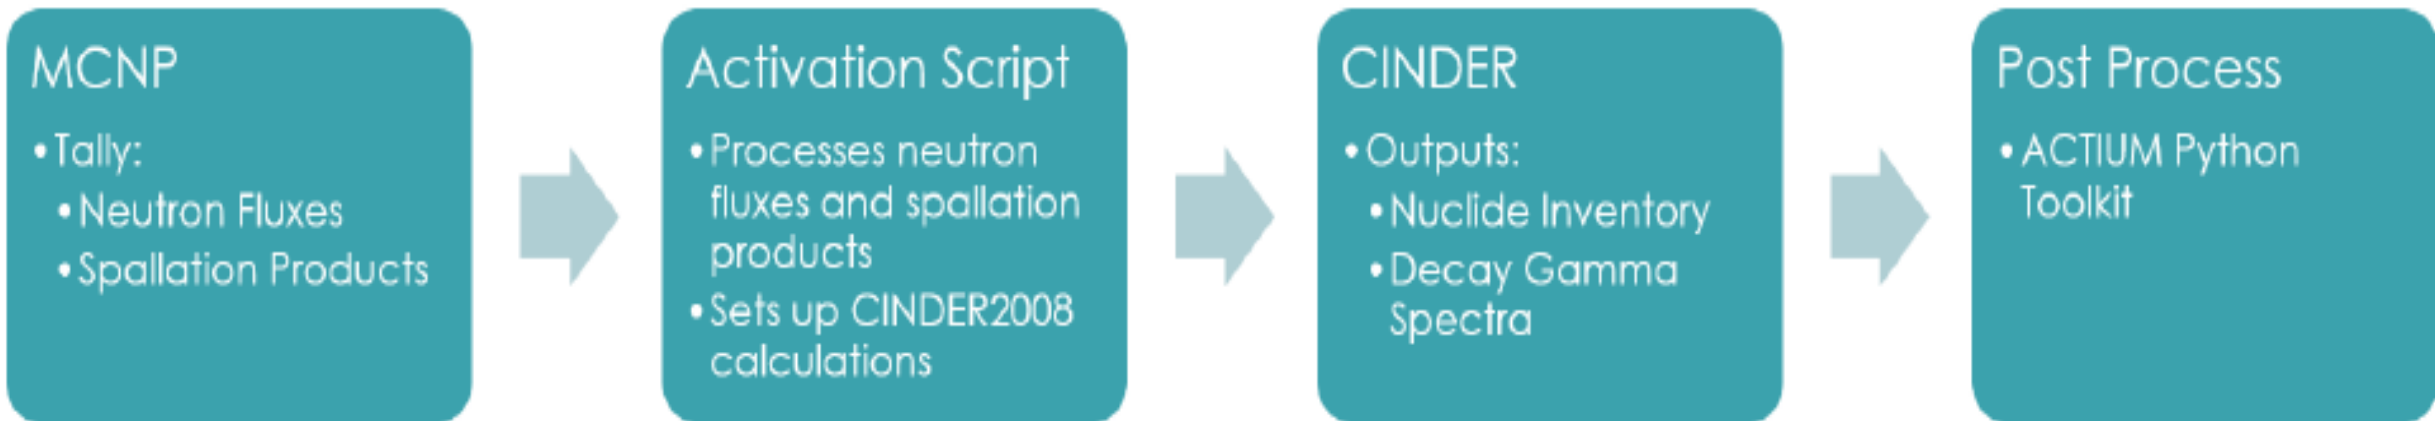 MCNP
•Tally:
•Neutron Fluxes
•Spallation Products
Activation Script
•Processes neutron
fluxes and spallation
products
•Sets up CINDER2008
calculations
CINDER
•Outputs:
•Nuclide Inventory
•Decay Gamma
Spectra
Post Process
•ACTIUM Python
Toolkit